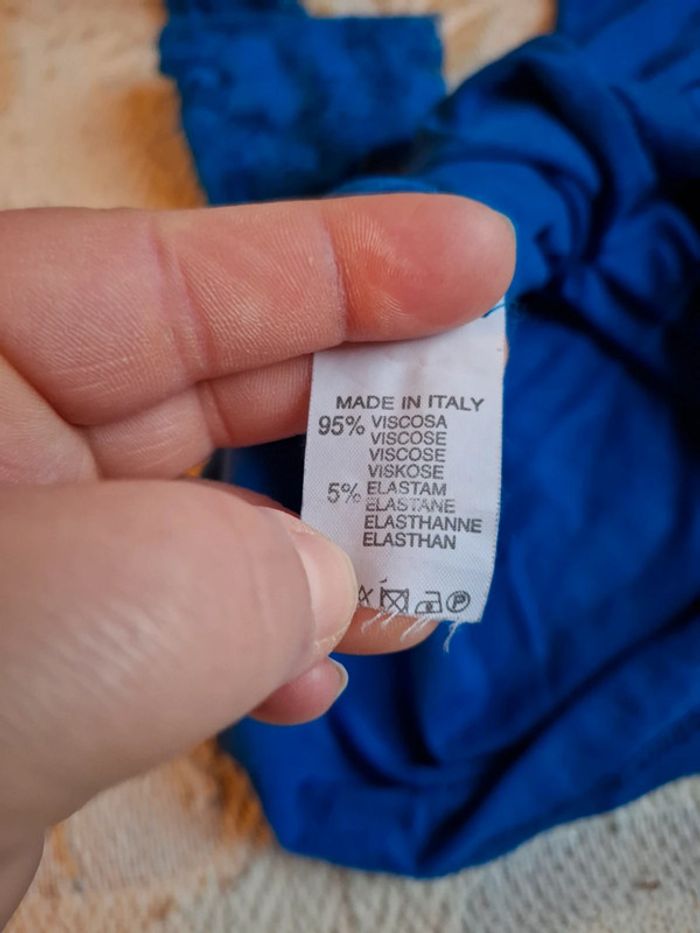 MADE IN ITALY
95% VISCOSA
VISCOSE
VISCOSE
VISKOSE
5% ELASTAM
ELASTANE
ELASTHANNE
ELASTHAN
P